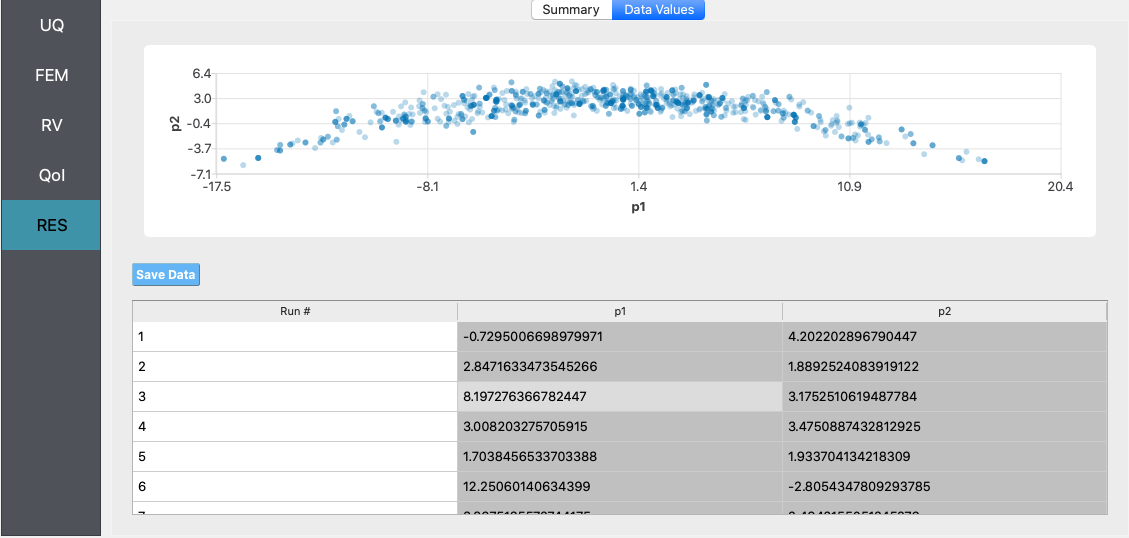 Summary Data Values
UQ
FEM
RV
QoI
RES
6.4
3.0
-0.4
-3.7
-7.1
p2
-17.5 -8.1 1.4 10.9 20.4
p1
Save Data
Run # p1 p2
1 -0.7295006698979971 4.202202896790447
2 2.8471633473545266 1.8892524083919122
3 8.197276366782447 3.1752510619487784
4 3.008203275705915 3.4750887432812925
5 1.7038456533703388 1.933704134218309
6 12.25060140634399 -2.8054347809293785